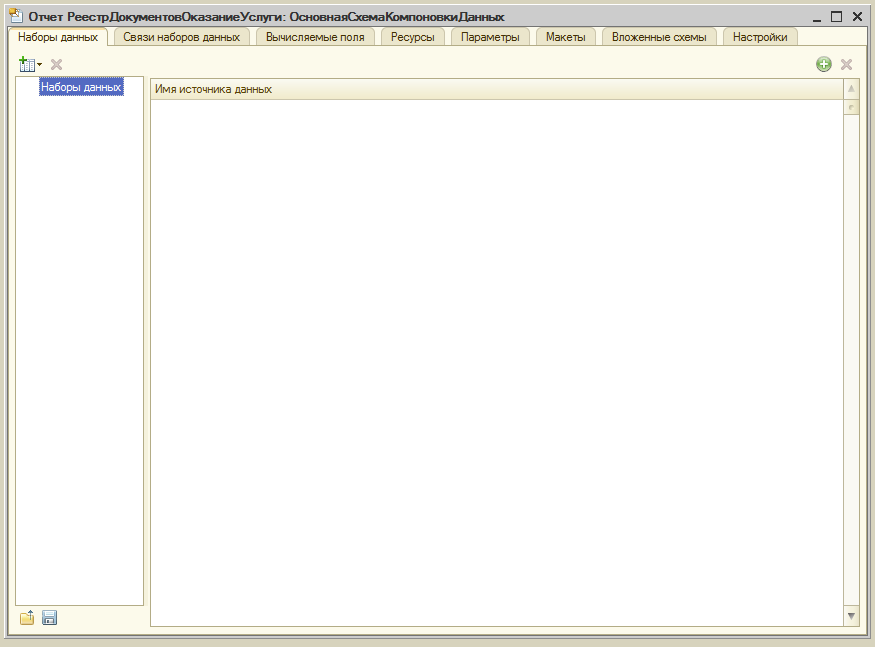 Отчет РеестрДокументовОказаниеУслуги: ОсновнаяСхемаКомпоновкиДанных
Наборы данных Связи наборов данных Вычисляемые поля Ресурсы Параметры Макеты Вложенные схемы Настройки
Наборы данных Имя источника данных